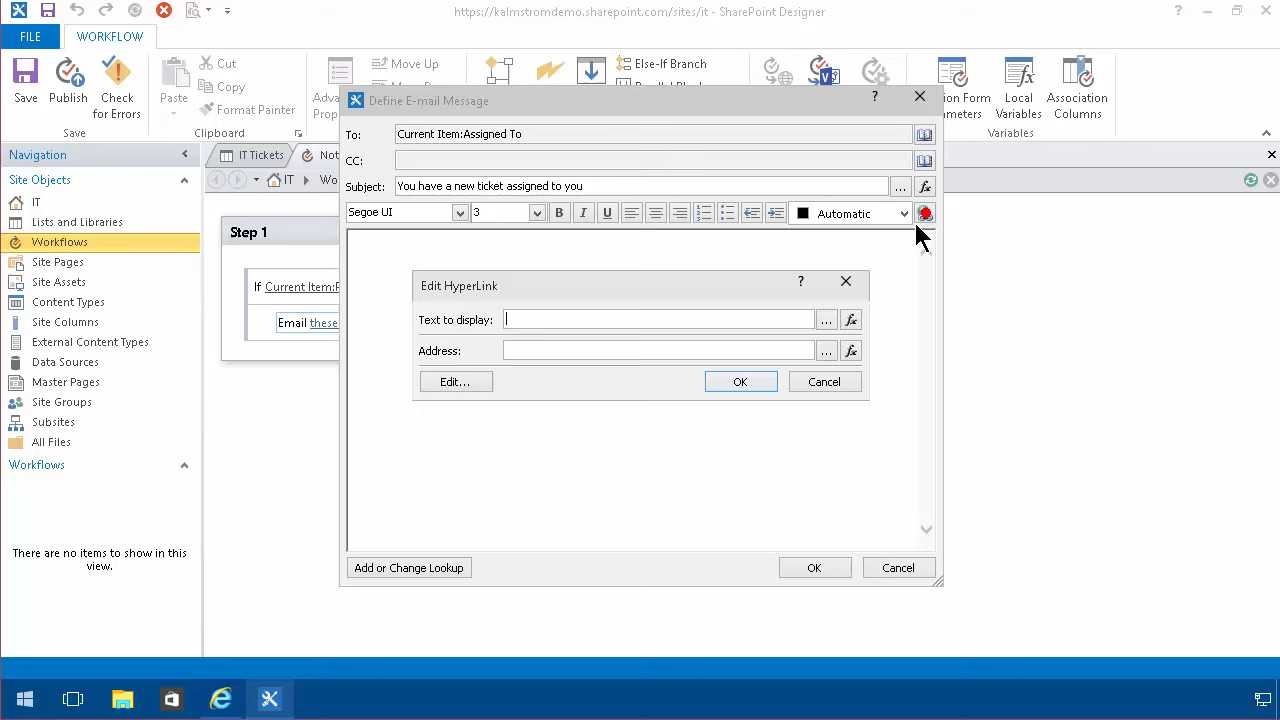 https://kalmstromdemo.sharepoint.com/sites/it - SharePoint Designer
FILE
WORKFLOW
Save
Publish
Check for Errors
Save
Paste
Cut
Copy
Format Painter
Clipboard
Move Up
Else-If Branch
Local Variables
Association Columns
Variables
Navigation
Site Objects
IT
Lists and Libraries
Workflows
Site Pages
Site Assets
Content Types
Site Columns
External Content Types
Data Sources
Master Pages
Site Groups
Subsites
All Files
Workflows
There are no items to show in this
view.
IT Tickets
IT
Step 1
If Current Item:
Email these
Define E-mail Message
To:
Current Item:Assigned To
CC:
Subject:
You have a new ticket assigned to you
...
fx
Segoe UI
3
B
I
U
Automatic
Edit HyperLink
?
Text to display:
...
fx
Address:
...
fx
Edit...
OK
Cancel
Add or Change Lookup
OK
Cancel